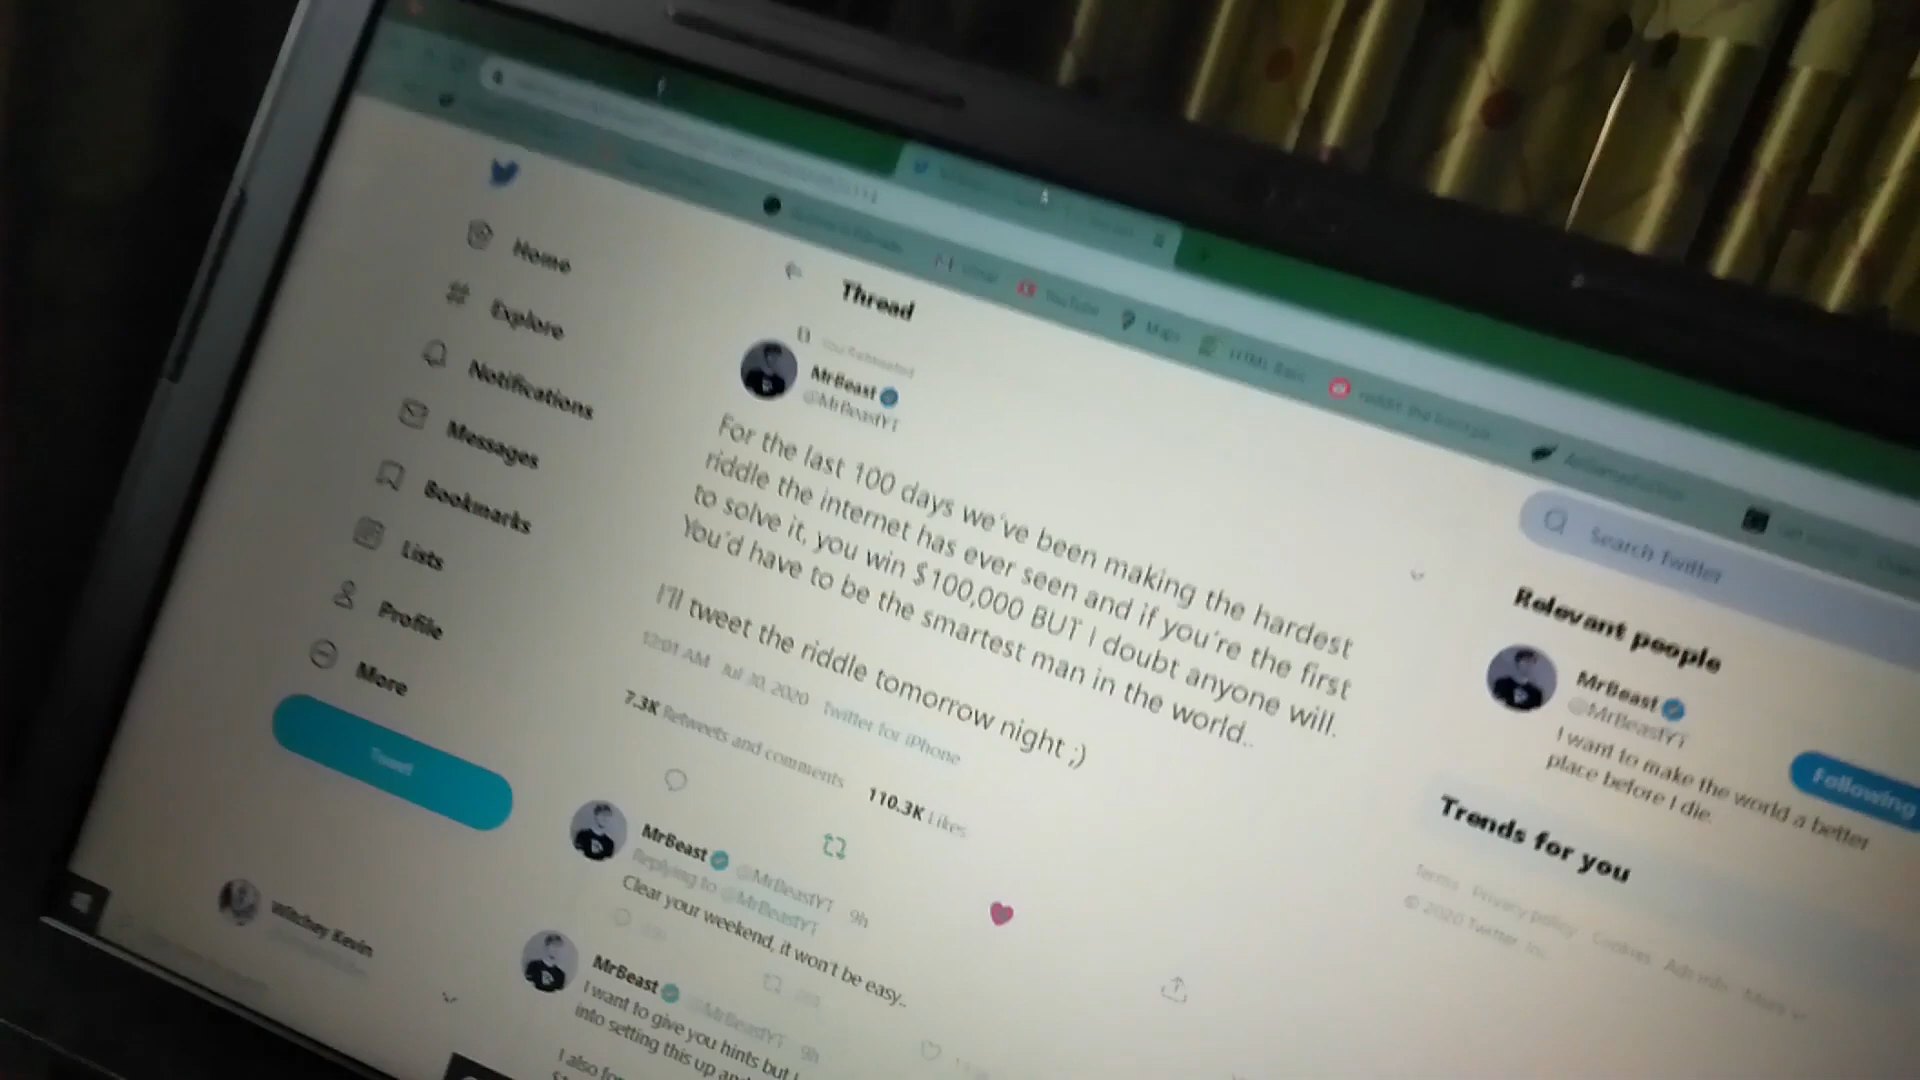 YouTube
Maps
Home
Explore
Notifications
Messages
Bookmarks
Lists
Profile
More
Tweet
Witchey Kevin
Thread
You Retweeted
MrBeast
@MrBeastYT
For the last 100 days we've been making the hardest
riddle the internet has ever seen and if you're the first
to solve it, you win $100,000 BUT I doubt anyone will.
You'd have to be the smartest man in the world..
I'll tweet the riddle tomorrow night ;)
12:01 AM Jul 30, 2020 Twitter for iPhone
7.3K Retweets and comments 110.3K Likes
MrBeast @MrBeastYT 9h
Replying to @MrBeastYT
Clear your weekend, it won't be easy..
MrBeast @MrBeastYT 9h
I want to give you hints but I
into setting this up and
I also
Search Twitter
Relevant people
MrBeast
@MrBeastYT
Following
I want to make the world a better
place before I die.
Trends for you
Terms Privacy policy Cookies Ads info More
© 2020 Twitter, Inc.